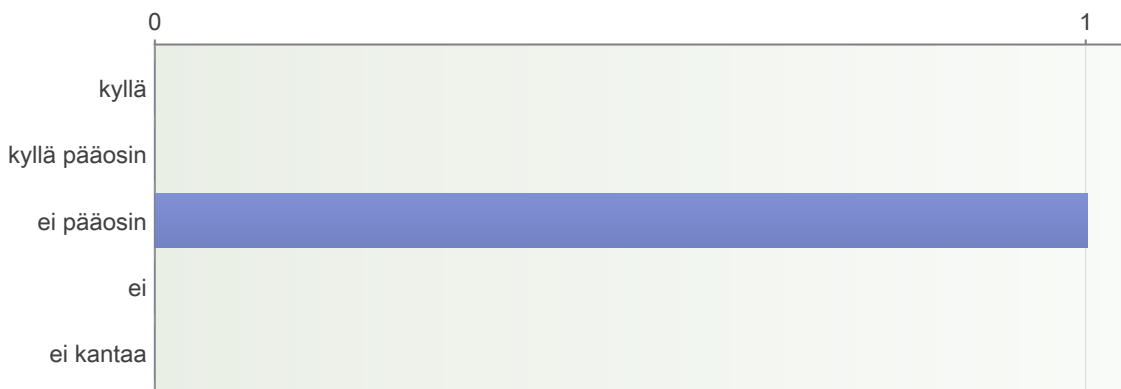 0 1
kyllä
kyllä pääosin
ei pääosin
ei
ei kantaa